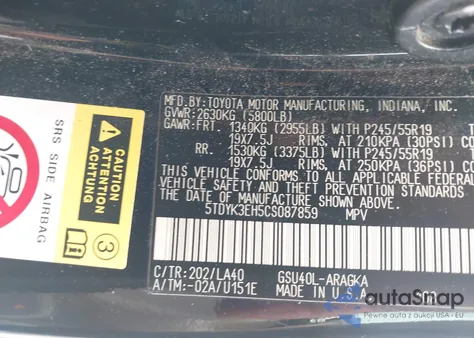 MFD.BY: TOYOTA MOTOR MANUFACTURING, INDIANA, INC.
GVWR: 2630KG (5800LB)
GAWR: FRT. 1340KG (2955LB) WITH P245/55R19
19X7.5J RIMS, AT 210KPA (30PSI)
RR. 1530KG (3375LB) WITH P245/55R19
19X7.5J RIMS, AT 250KPA (36PSI)
THIS VEHICLE CONFORMS TO ALL APPLICABLE FEDERAL
SAFETY AND THEFT PREVENTION STANDARDS
THE DATE OF MANUFACTURE SHOWN
5TDYK3EH5CS087859 MPV
C/TR: 202/LA40 GSU40L-ARAGKA
A/TM: -02A/U151E MADE IN U.S.A.
CAUTION
ATTENTION
SRS SIDE AIRBAG
3
autoSnap